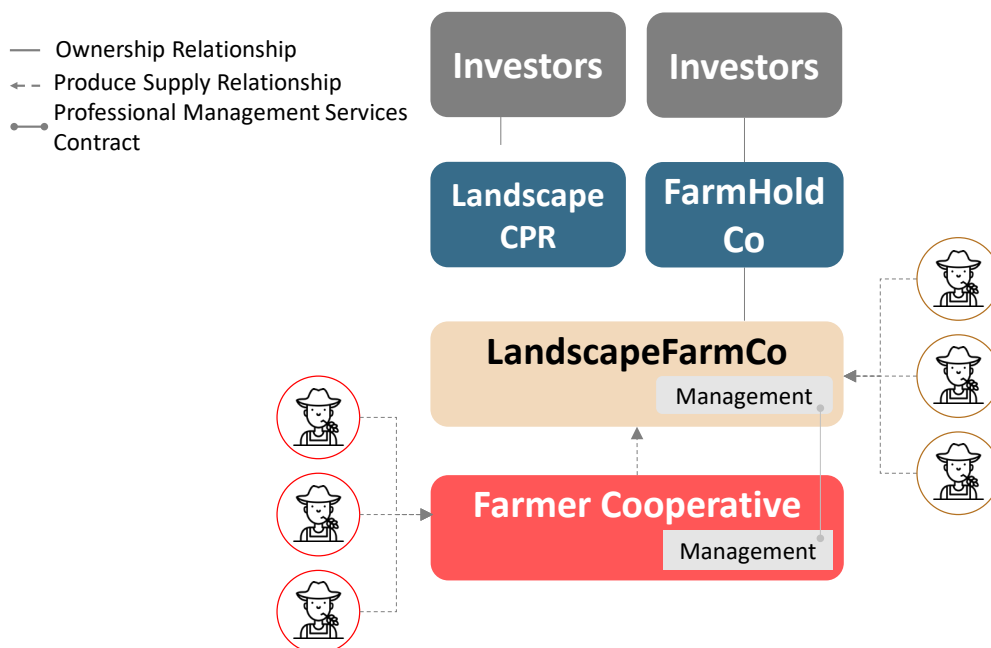 Ownership Relationship
Produce Supply Relationship
Professional Management Services
Contract
Investors
Investors
Landscape
CPR
FarmHold
Co
LandscapeFarmCo
Management
Farmer Cooperative
Management